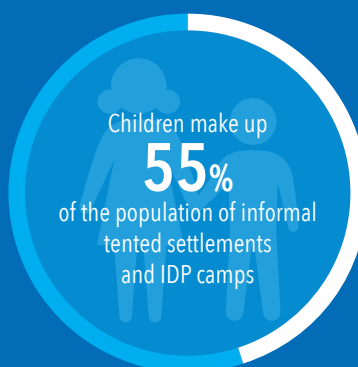 Children make up
55%
of the population of informal
tented settlements
and IDP camps